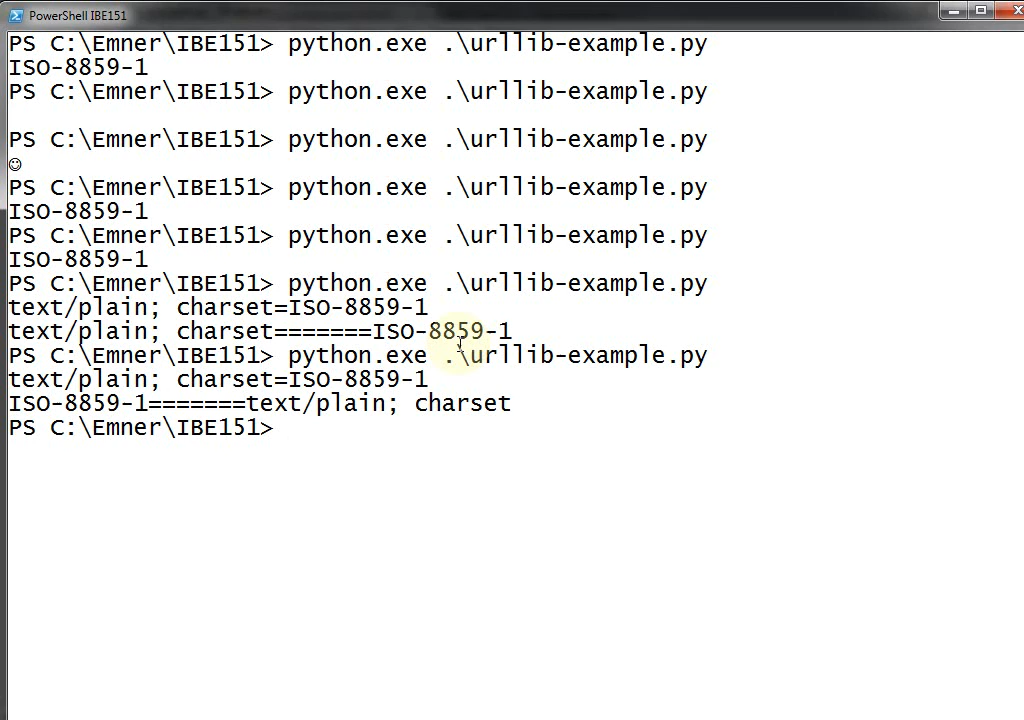 PowerShell IBE151
PS C:\Emner\IBE151> python.exe .\urllib-example.py
ISO-8859-1
PS C:\Emner\IBE151> python.exe .\urllib-example.py
PS C:\Emner\IBE151> python.exe .\urllib-example.py
☺
PS C:\Emner\IBE151> python.exe .\urllib-example.py
ISO-8859-1
PS C:\Emner\IBE151> python.exe .\urllib-example.py
ISO-8859-1
PS C:\Emner\IBE151> python.exe .\urllib-example.py
text/plain; charset=ISO-8859-1
text/plain; charset=======ISO-8859-1
PS C:\Emner\IBE151> python.exe .\urllib-example.py
text/plain; charset=ISO-8859-1
ISO-8859-1=======text/plain; charset
PS C:\Emner\IBE151>